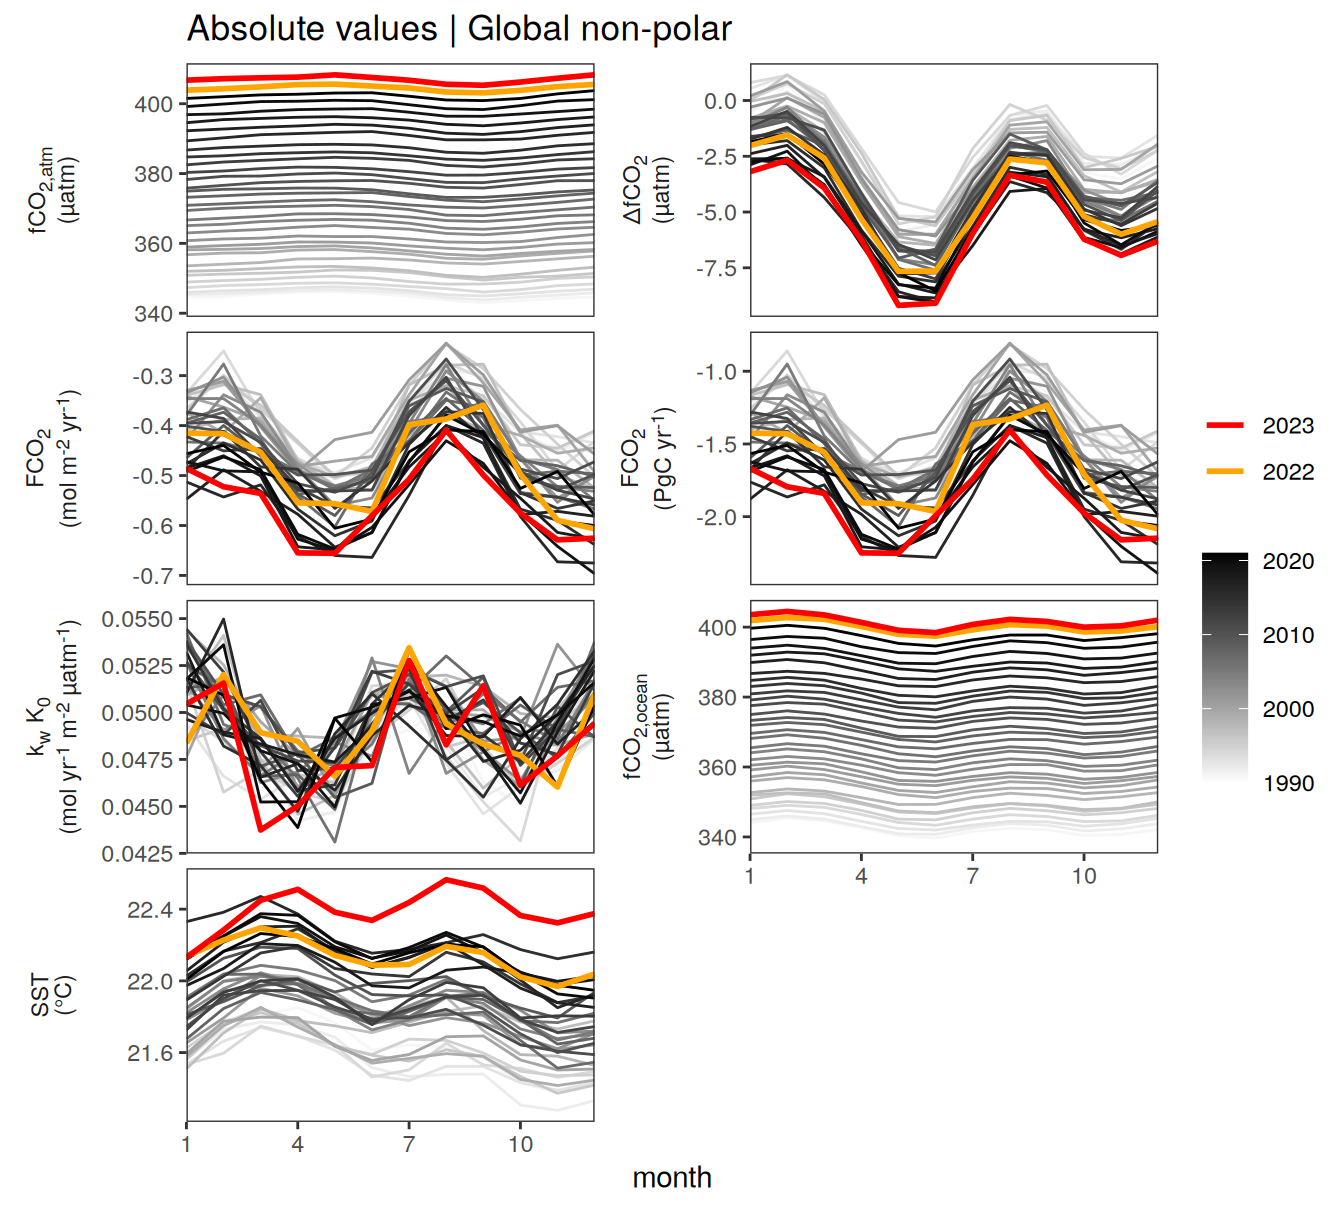 Absolute values | Global non-polar
fCO2,atm
(µatm)
400
380
360
340
ΔfCO2
(µatm)
0.0
-2.5
-5.0
-7.5
FCO2
(mol m-2 yr-1)
-0.3
-0.4
-0.5
-0.6
-0.7
FCO2
(PgC yr-1)
-1.0
-1.5
-2.0
kw K0
(mol yr-1 m-2 µatm-1)
0.0550
0.0525
0.0500
0.0475
0.0450
0.0425
fCO2,ocean
(µatm)
400
380
360
340
1 4 7 10
SST
(°C)
22.4
22.0
21.6
1 4 7 10
month
2023
2022
2020
2010
2000
1990